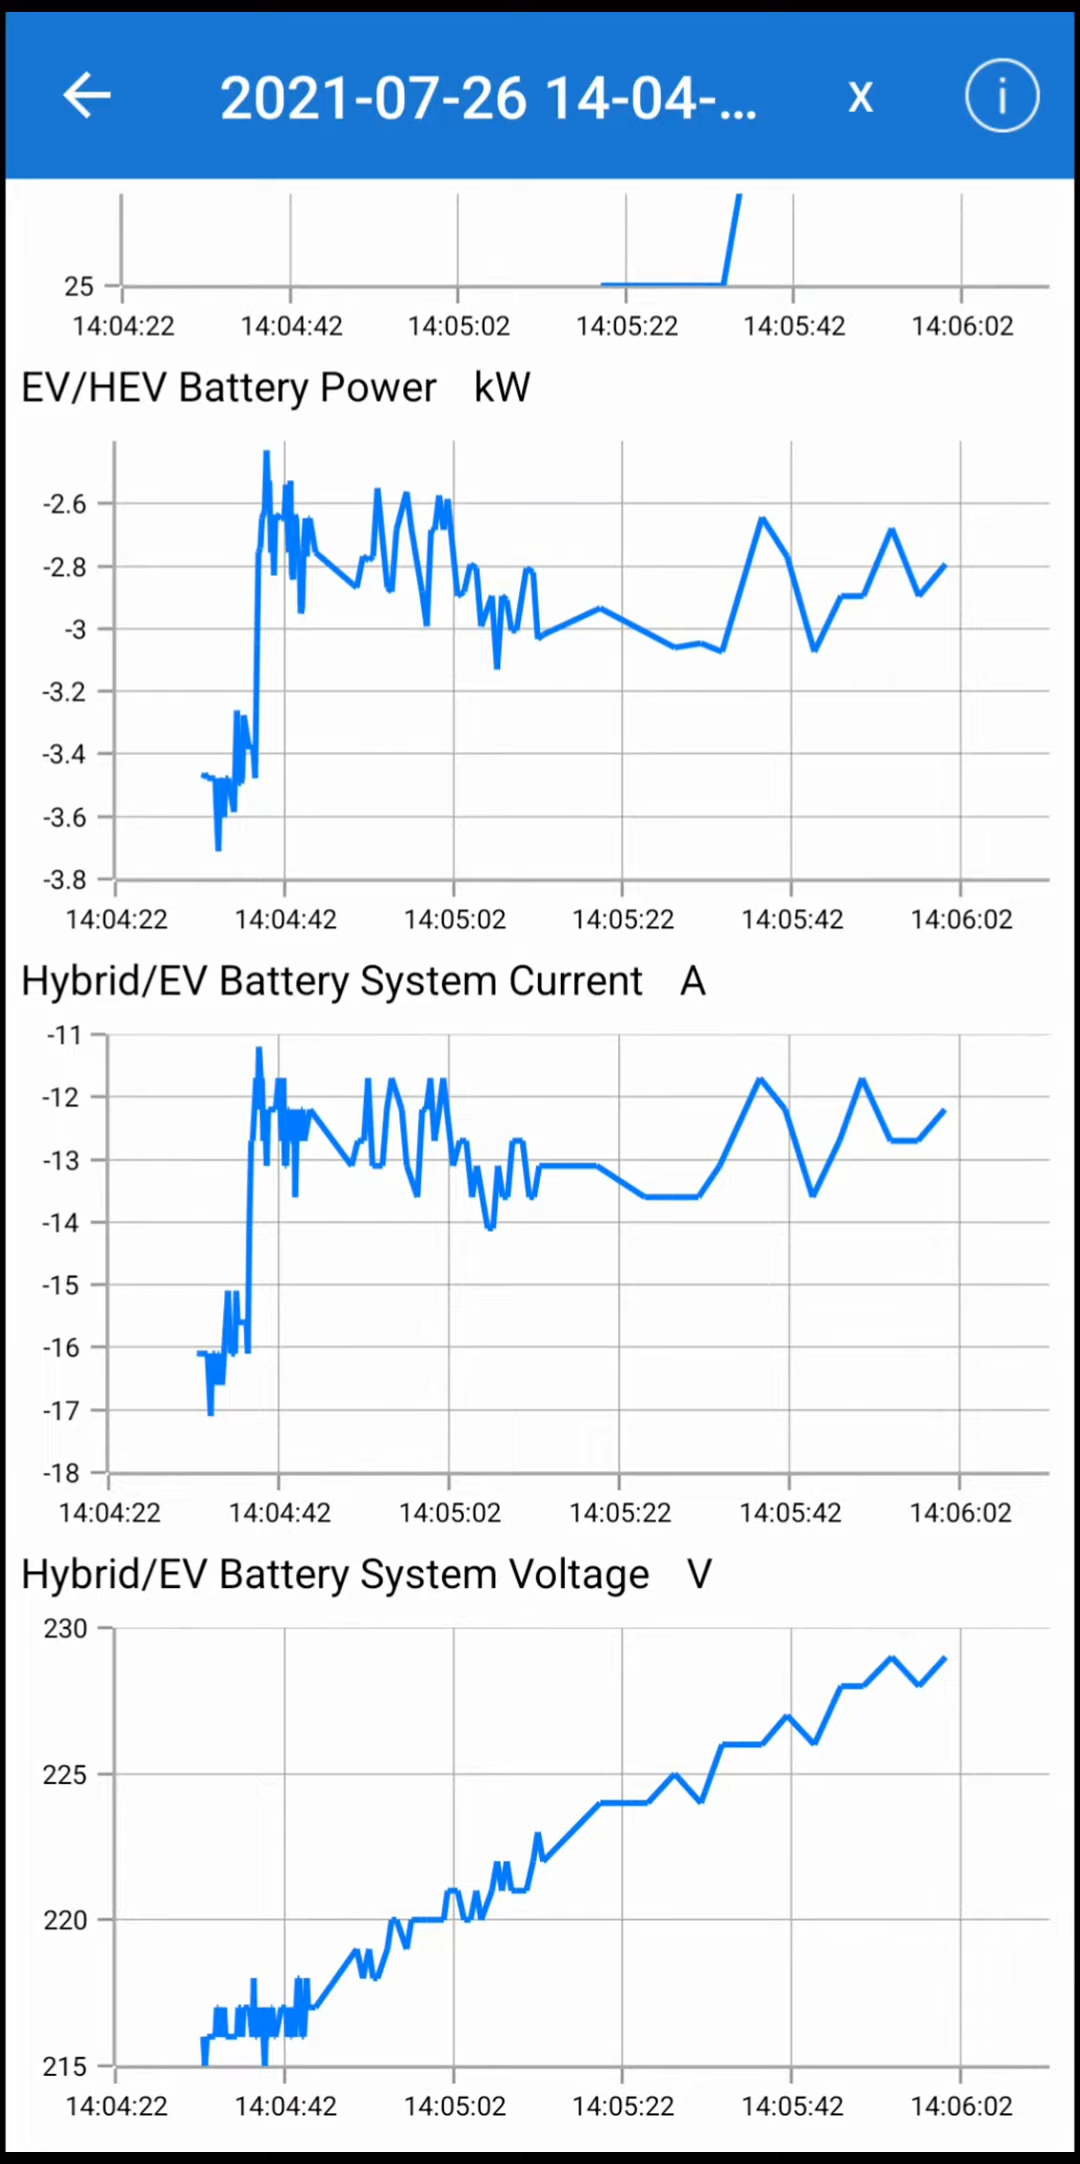 2021-07-26 14-04-... X i
25
14:04:22 14:04:42 14:05:02 14:05:22 14:05:42 14:06:02
EV/HEV Battery Power kW
-2.6
-2.8
-3
-3.2
-3.4
-3.6
-3.8
14:04:22 14:04:42 14:05:02 14:05:22 14:05:42 14:06:02
Hybrid/EV Battery System Current A
-11
-12
-13
-14
-15
-16
-17
-18
14:04:22 14:04:42 14:05:02 14:05:22 14:05:42 14:06:02
Hybrid/EV Battery System Voltage V
230
225
220
215
14:04:22 14:04:42 14:05:02 14:05:22 14:05:42 14:06:02